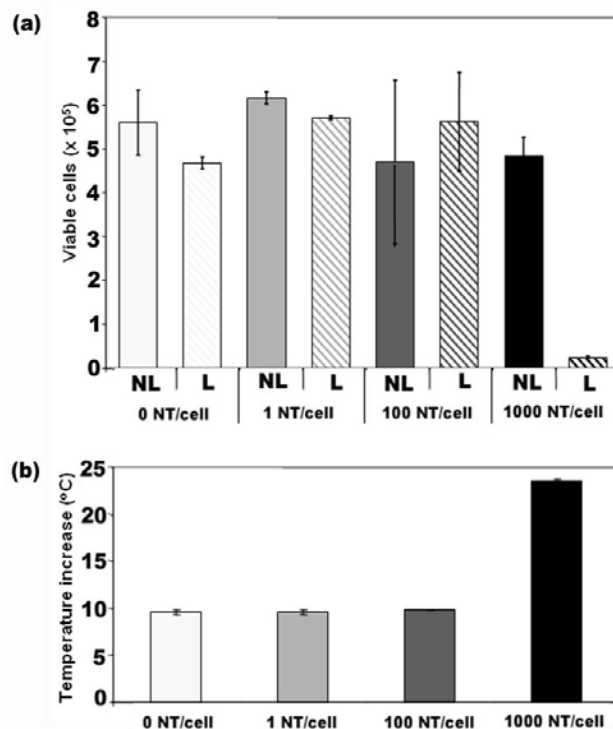 (a)
Viable cells (x 10⁵)
8
7
6
5
4
3
2
1
0
NL L NL L NL L NL L
0 NT/cell 1 NT/cell 100 NT/cell 1000 NT/cell
(b)
Temperature increase (ºC)
25
20
15
10
5
0
0 NT/cell 1 NT/cell 100 NT/cell 1000 NT/cell